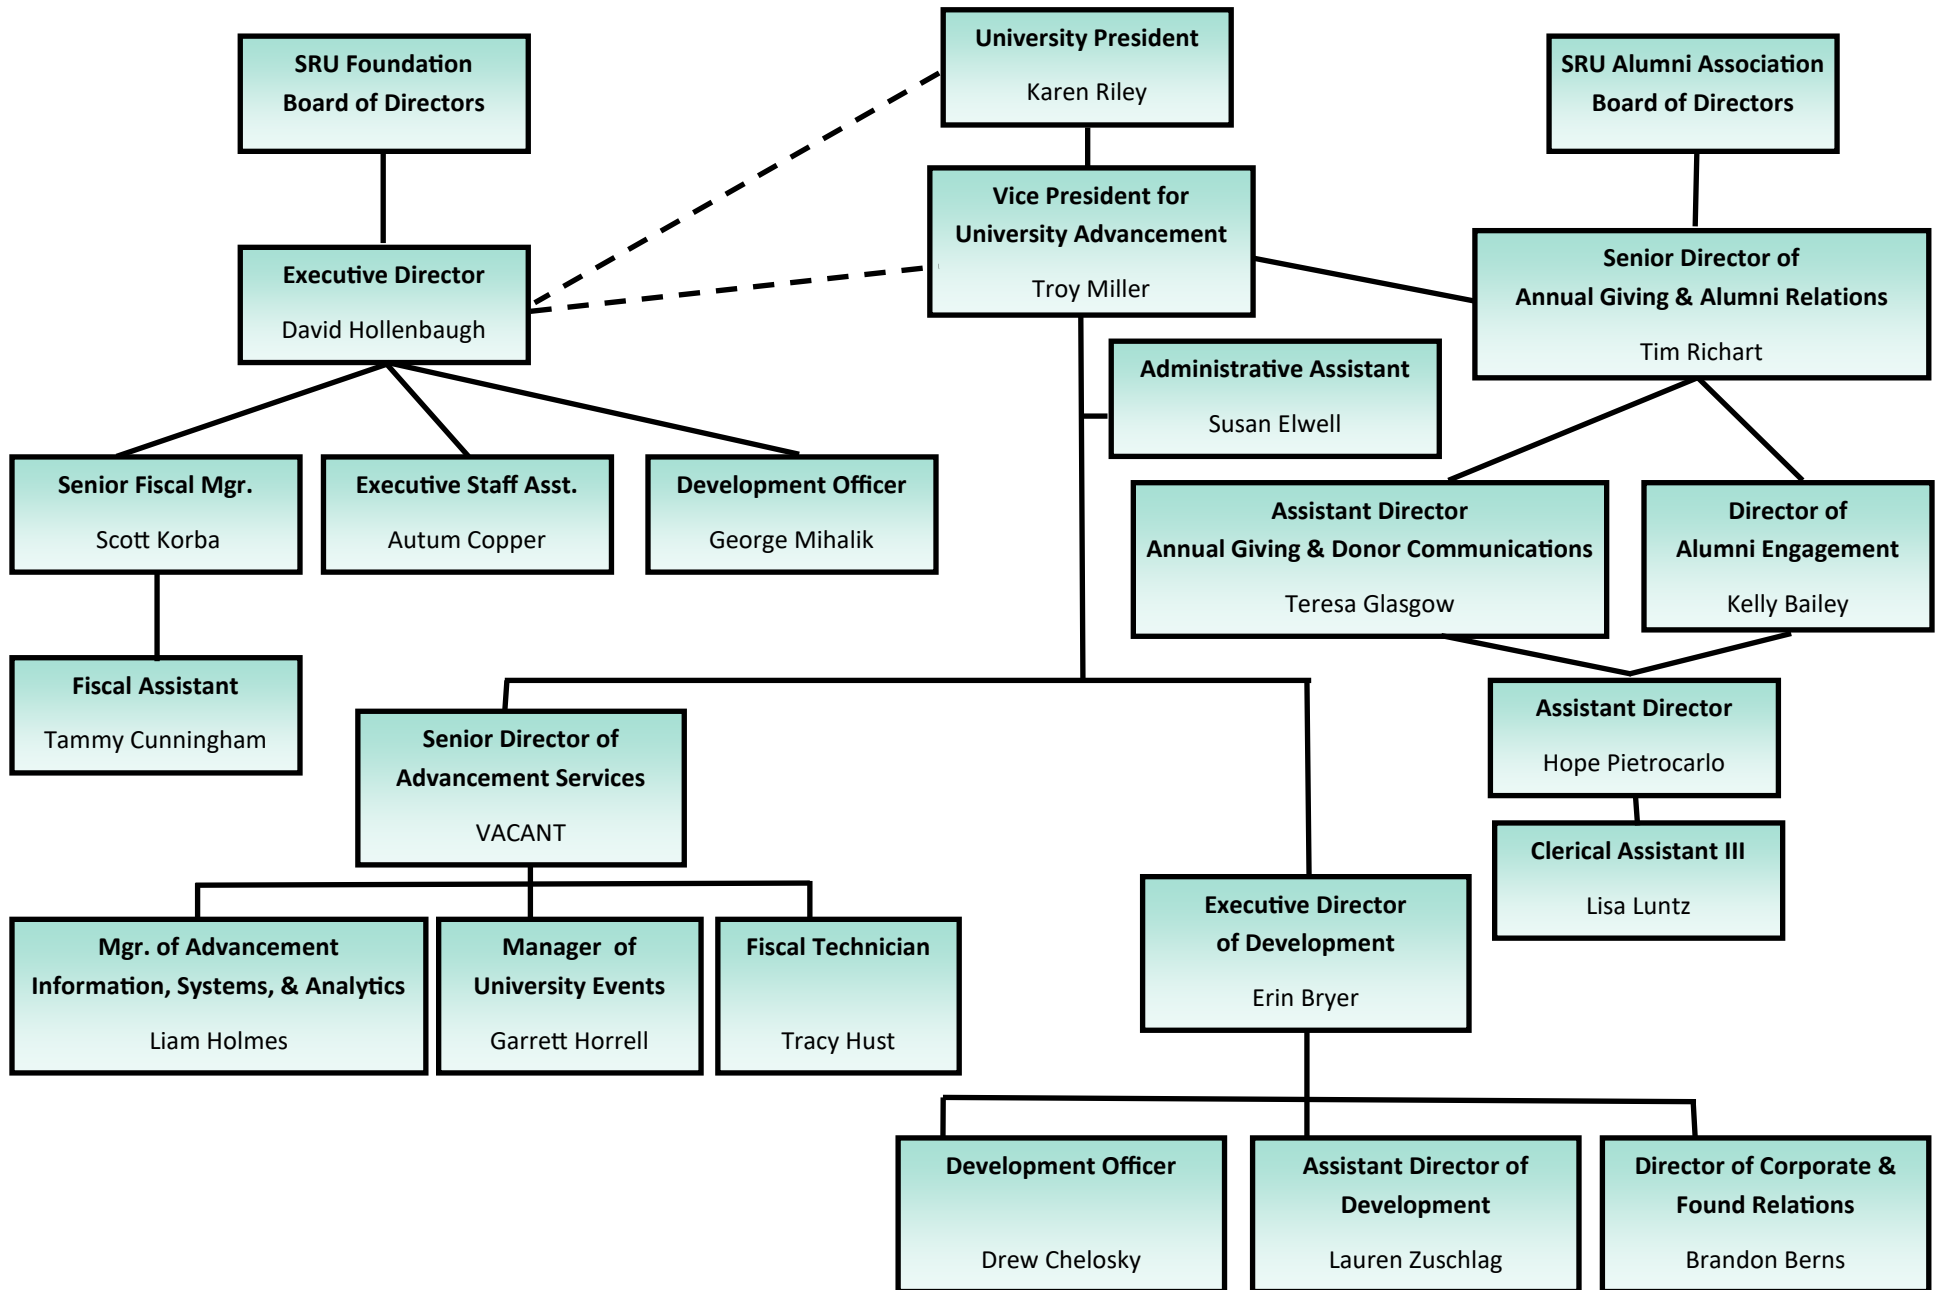 SRU Foundation
Board of Directors
University President
Karen Riley
SRU Alumni Association
Board of Directors
Vice President for
University Advancement
Troy Miller
Executive Director
David Hollenbaugh
Senior Director of
Annual Giving & Alumni Relations
Tim Richart
Administrative Assistant
Susan Elwell
Senior Fiscal Mgr.
Scott Korba
Executive Staff Asst.
Autum Copper
Development Officer
George Mihalik
Assistant Director
Annual Giving & Donor Communications
Teresa Glasgow
Director of
Alumni Engagement
Kelly Bailey
Fiscal Assistant
Tammy Cunningham
Senior Director of
Advancement Services
VACANT
Assistant Director
Hope Pietrocarlo
Clerical Assistant III
Lisa Luntz
Mgr. of Advancement
Information, Systems, & Analytics
Liam Holmes
Manager of
University Events
Garrett Horrell
Fiscal Technician
Tracy Hust
Executive Director
of Development
Erin Bryer
Development Officer
Drew Chelosky
Assistant Director of
Development
Lauren Zuschlag
Director of Corporate &
Found Relations
Brandon Berns